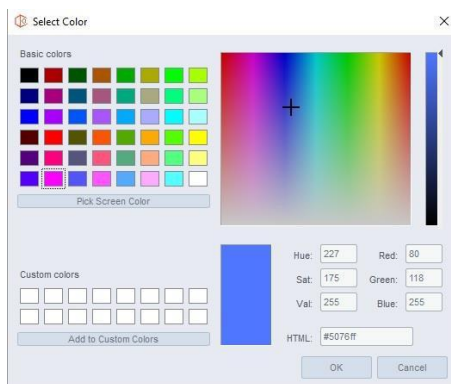 Select Color
Basic colors
Pick Screen Color
Custom colors
Add to Custom Colors
Hue: 227 Red: 80
Sat: 175 Green: 118
Val: 255 Blue: 255
HTML: #5076ff
OK Cancel